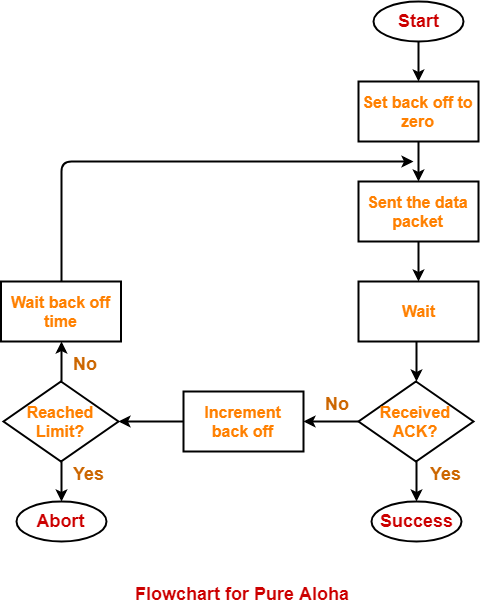 Start
Set back off to
zero
Sent the data
packet
Wait
Received
ACK?
Yes
Success
No
Increment
back off
Reached
Limit?
Yes
Abort
No
Wait back off
time
Flowchart for Pure Aloha